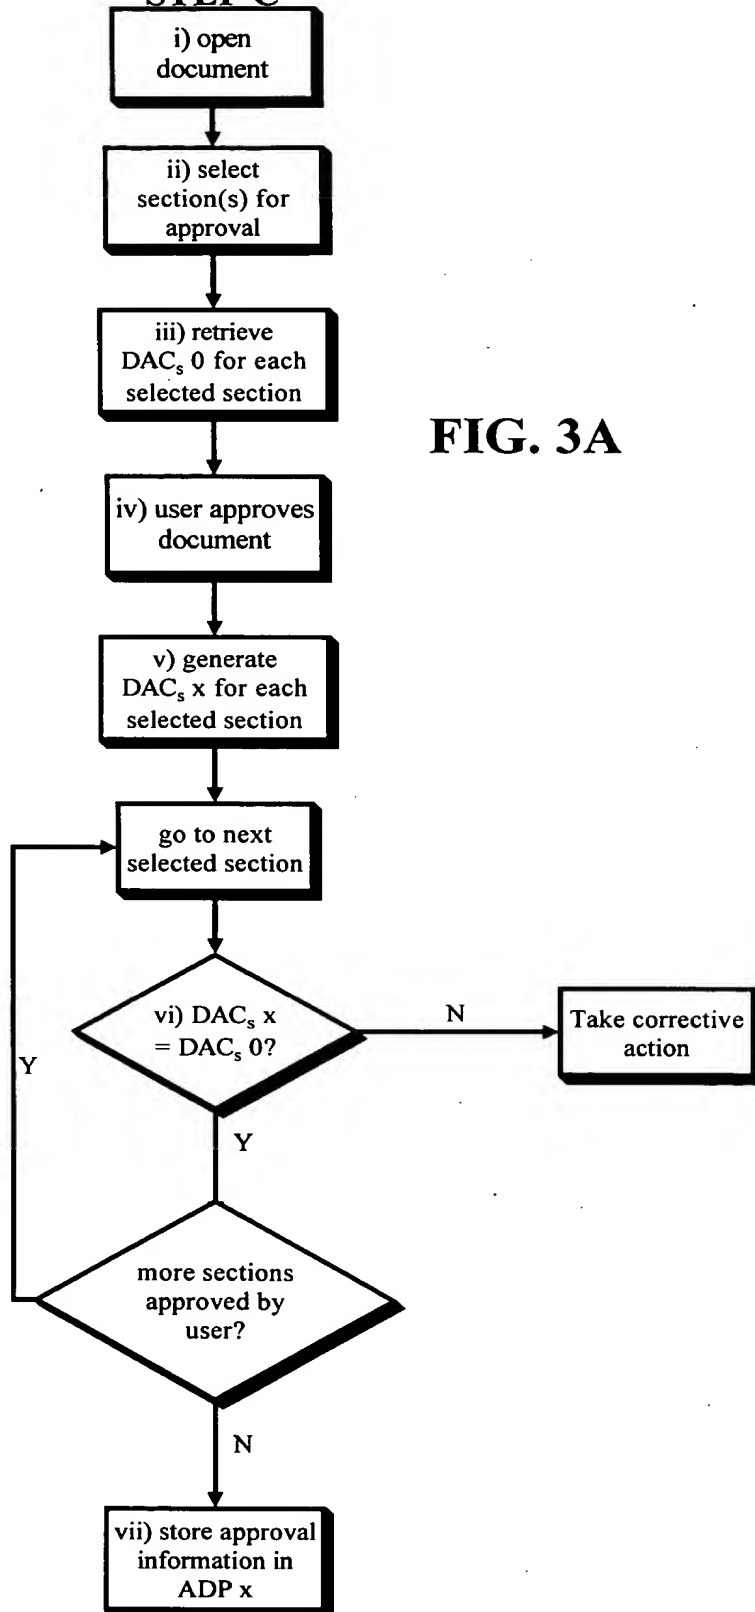 STEP C
i) open
document
ii) select
section(s) for
approval
iii) retrieve
DACs 0 for each
selected section
FIG. 3A
iv) user approves
document
v) generate
DACs x for each
selected section
go to next
selected section
vi) DACs x
= DACs 0?
N
Take corrective
action
Y
Y
more sections
approved by
user?
N
vii) store approval
information in
ADP x